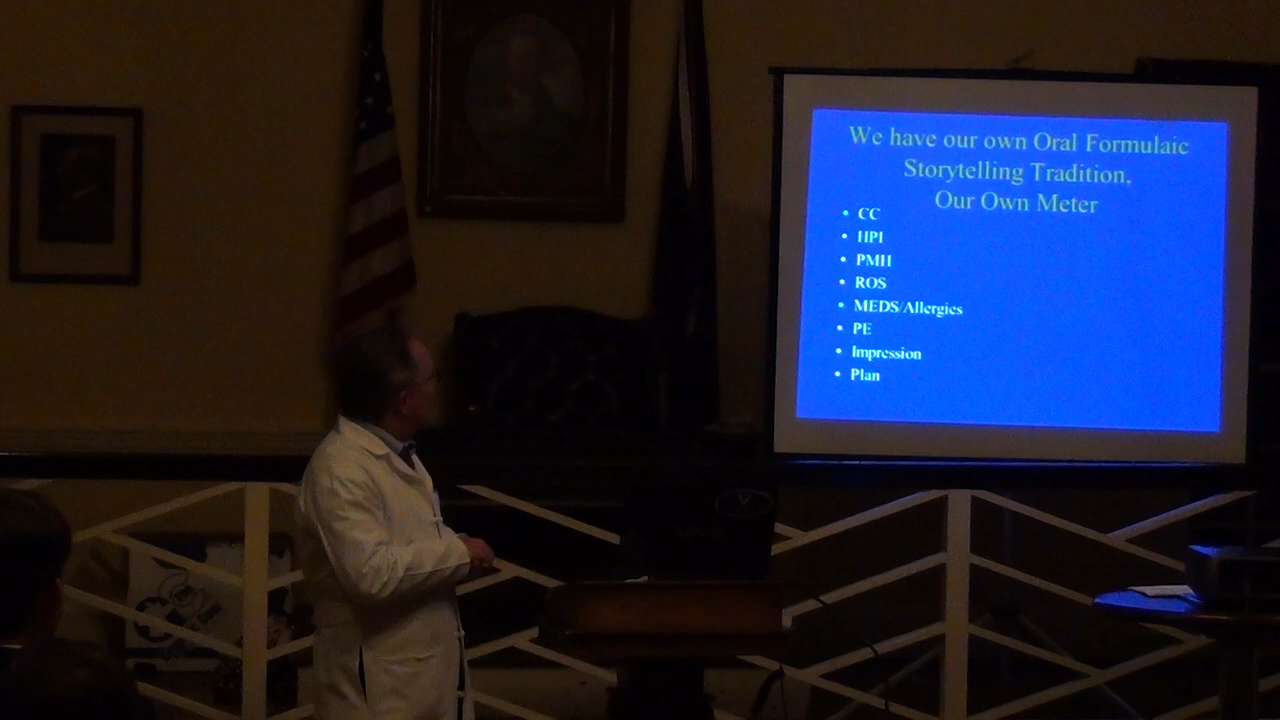 We have our own Oral Formulaic
Storytelling Tradition,
Our Own Meter
• CC
• HPI
• PMH
• ROS
• MEDS/Allergies
• PE
• Impression
• Plan